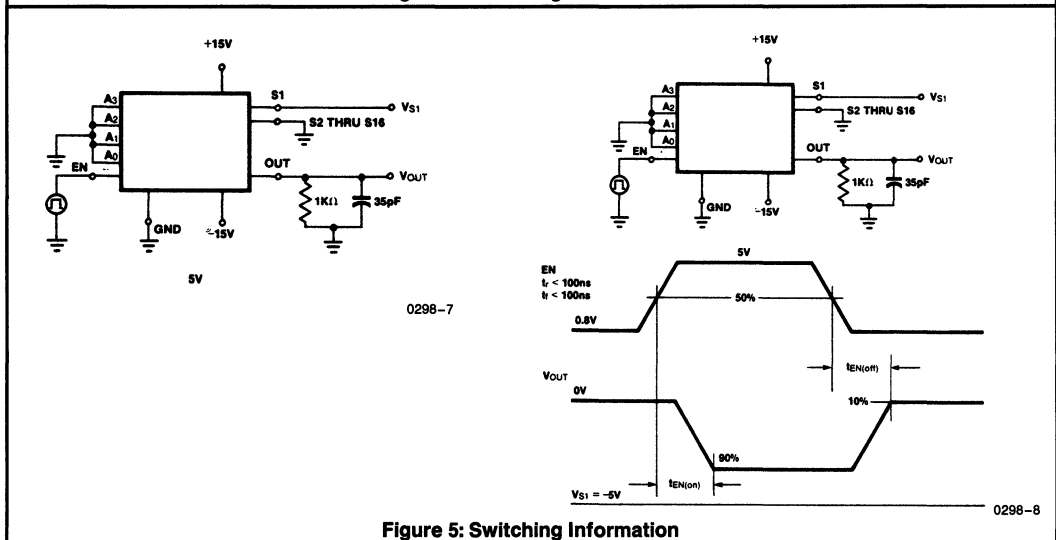 +15V
A3
A2
A1
A0
EN
S1
VS1
S2 THRU S16
OUT
VOUT
1KΩ
35pF
GND
-15V
5V
0298-7
+15V
A3
A2
A1
A0
EN
S1
VS1
S2 THRU S16
OUT
VOUT
1KΩ
35pF
GND
-15V
EN
tr < 100ns
tf < 100ns
5V
50%
0.8V
tEN(off)
VOUT
0V
10%
90%
tEN(on)
VS1 = -5V
0298-8
Figure 5: Switching Information